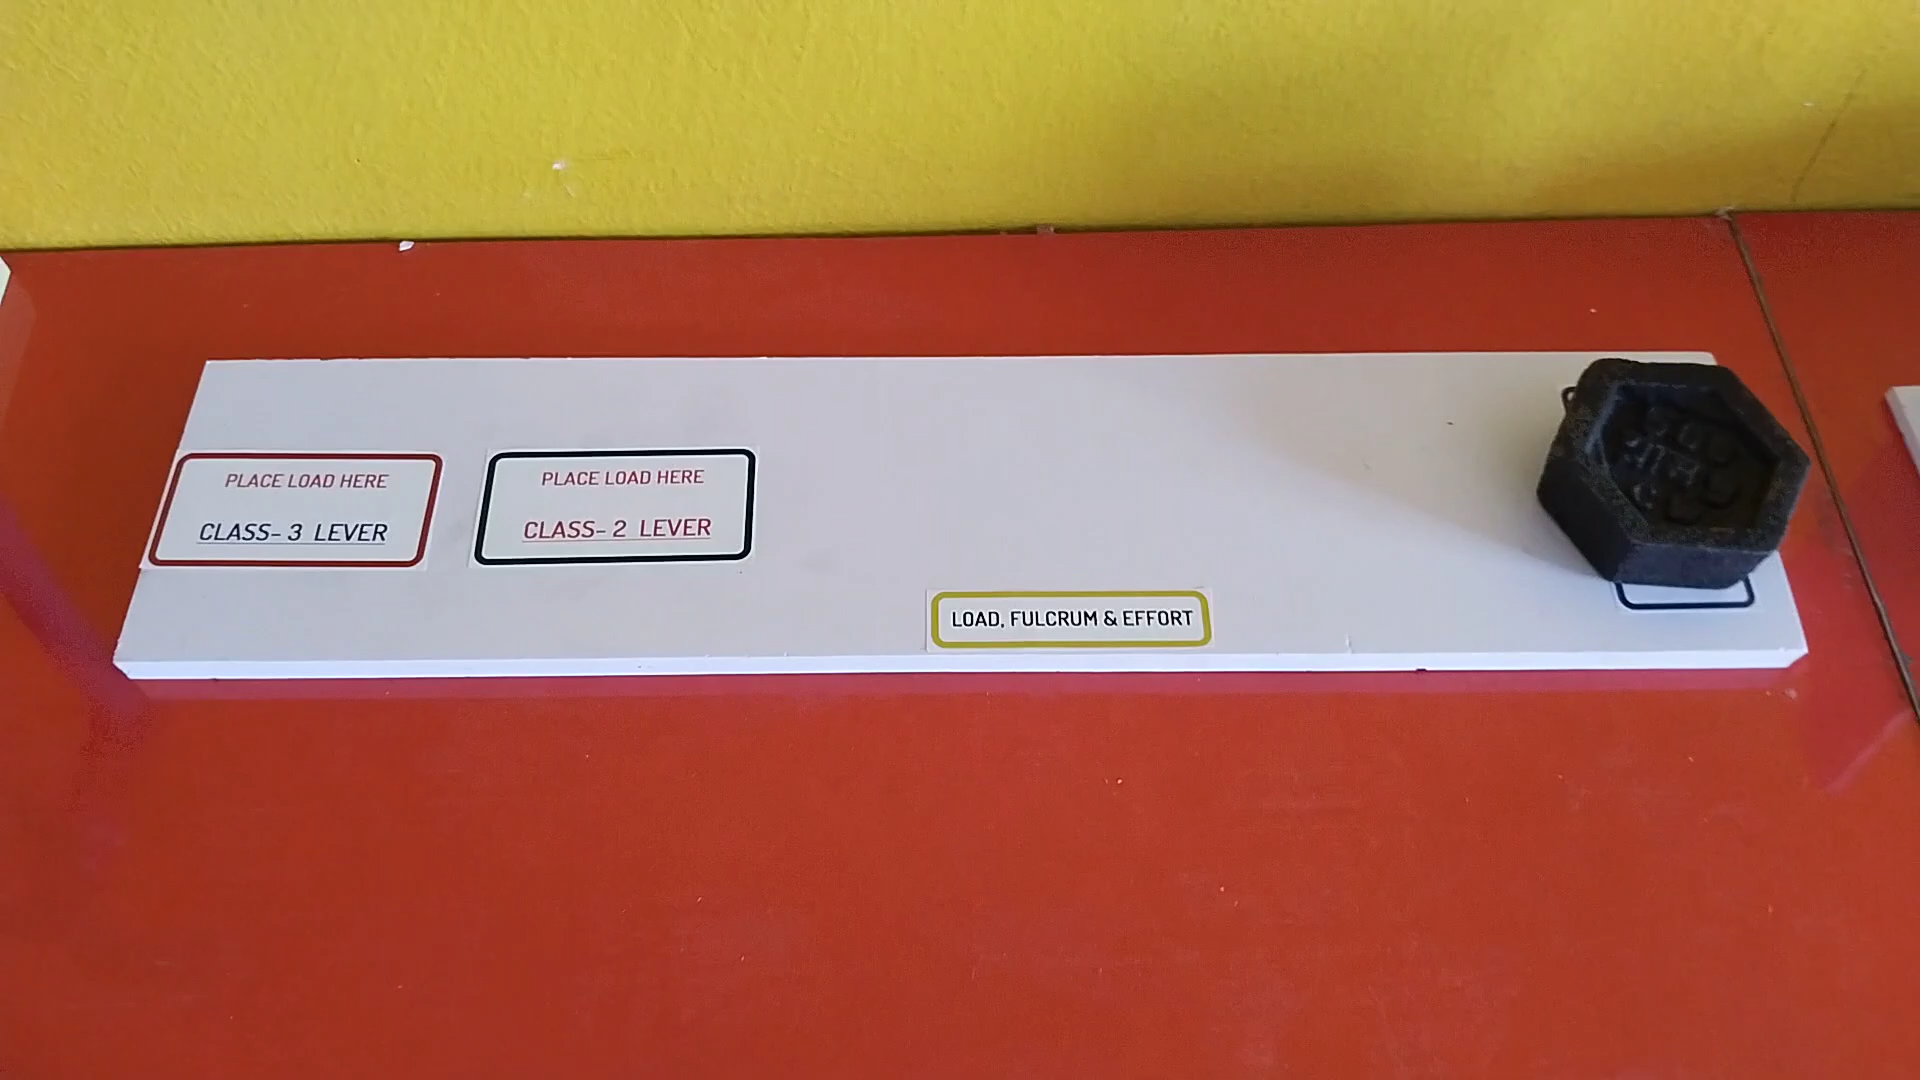 PLACE LOAD HERE
CLASS- 3 LEVER
PLACE LOAD HERE
CLASS- 2 LEVER
LOAD, FULCRUM & EFFORT